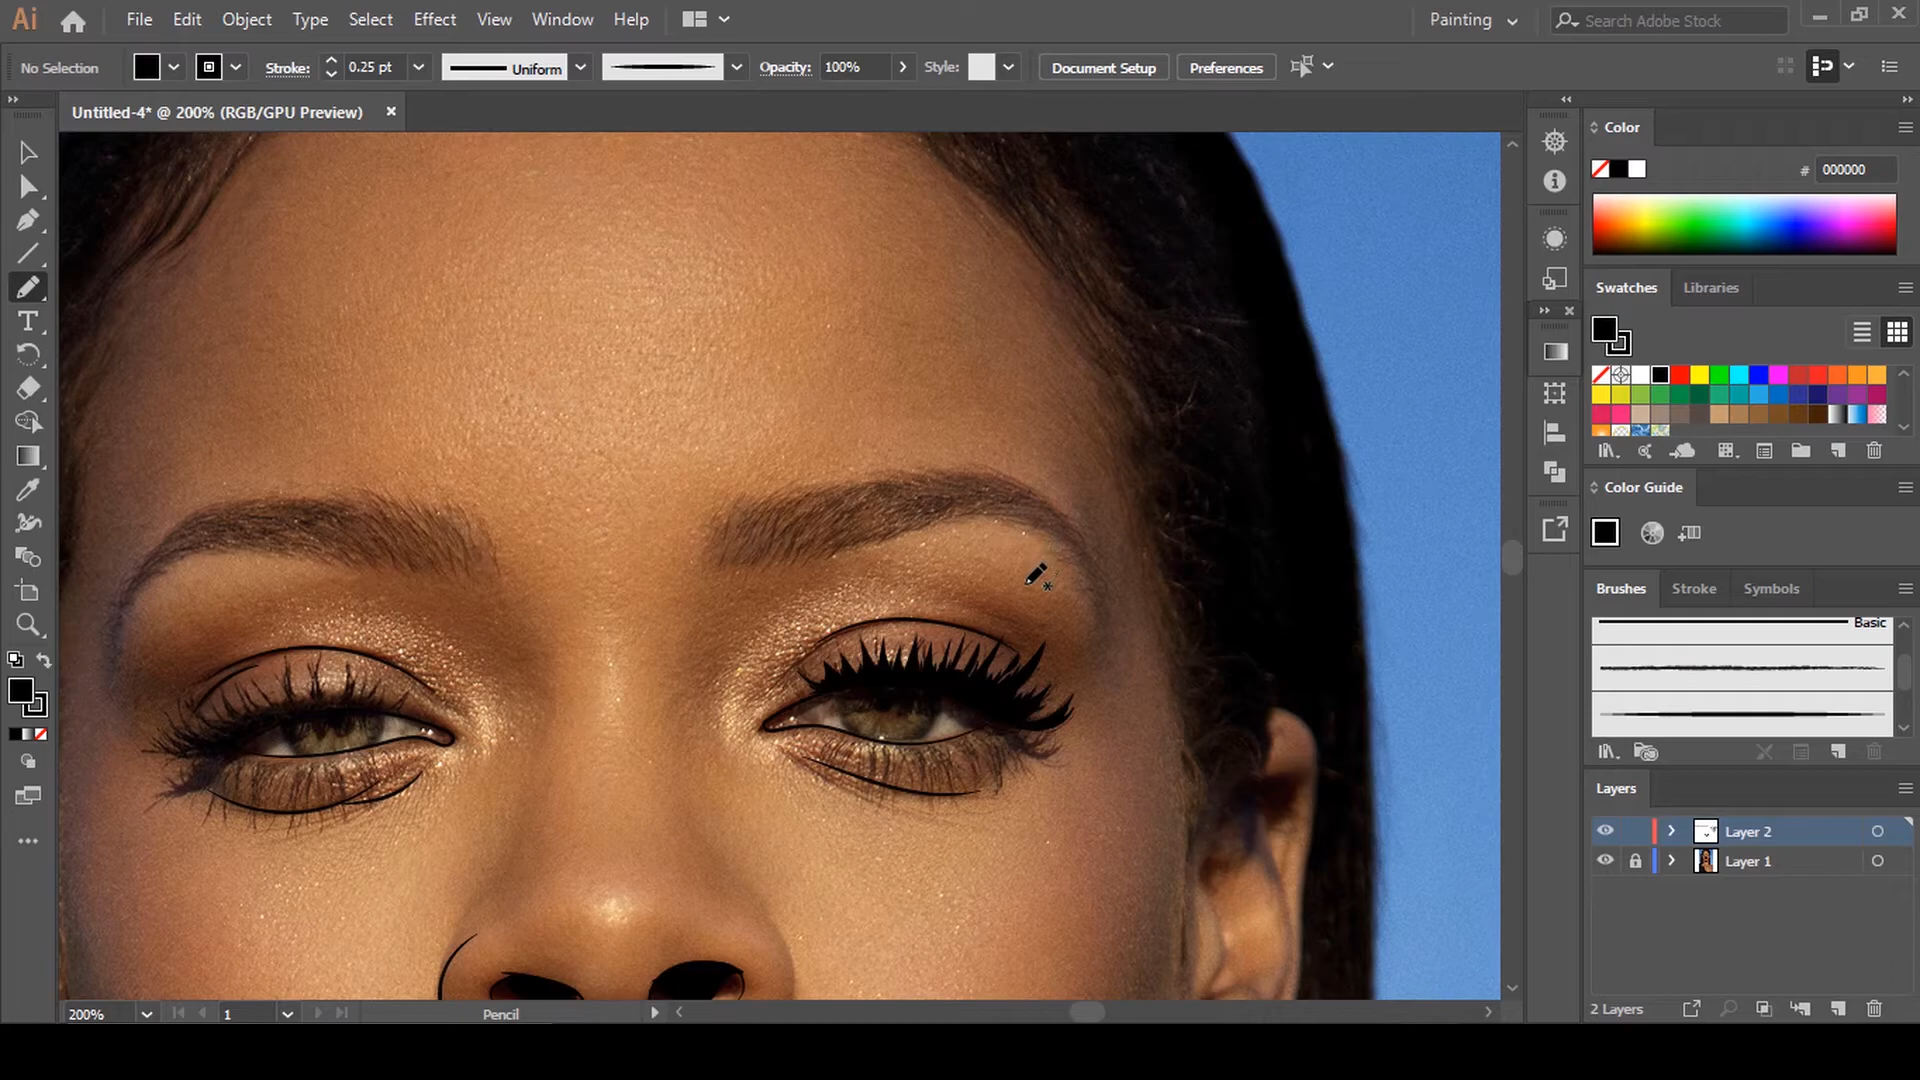 Ai File Edit Object Type Select Effect View Window Help Painting Search Adobe Stock
No Selection Stroke: 0.25 pt Uniform Opacity: 100% Style: Document Setup Preferences
Untitled-4* @ 200% (RGB/GPU Preview)
Color
# 000000
Swatches Libraries
Color Guide
Brushes Stroke Symbols
Basic
Layers
Layer 2
Layer 1
2 Layers
200% 1 Pencil